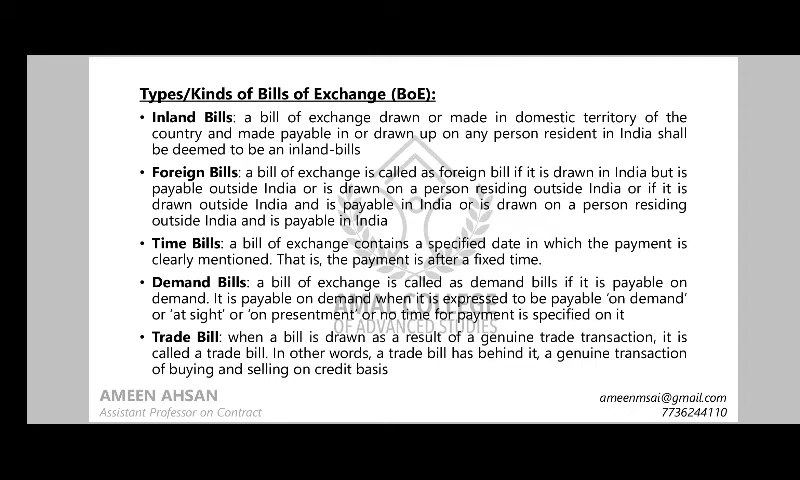 Types/Kinds of Bills of Exchange (BoE):
• Inland Bills: a bill of exchange drawn or made in domestic territory of the
country and made payable in or drawn up on any person resident in India shall
be deemed to be an inland-bills
• Foreign Bills: a bill of exchange is called as foreign bill if it is drawn in India but is
payable outside India or is drawn on a person residing outside India or if it is
drawn outside India and is payable in India or is drawn on a person residing
outside India and is payable in India
• Time Bills: a bill of exchange contains a specified date in which the payment is
clearly mentioned. That is, the payment is after a fixed time.
• Demand Bills: a bill of exchange is called as demand bills if it is payable on
demand. It is payable on demand when it is expressed to be payable ‘on demand’
or ‘at sight’ or ‘on presentment’ or no time for payment is specified on it
AMAL COLLEGE
OF ADVANCED STUDIES
• Trade Bill: when a bill is drawn as a result of a genuine trade transaction, it is
called a trade bill. In other words, a trade bill has behind it, a genuine transaction
of buying and selling on credit basis
AMEEN AHSAN
Assistant Professor on Contract
ameenmsai@gmail.com
7736244110